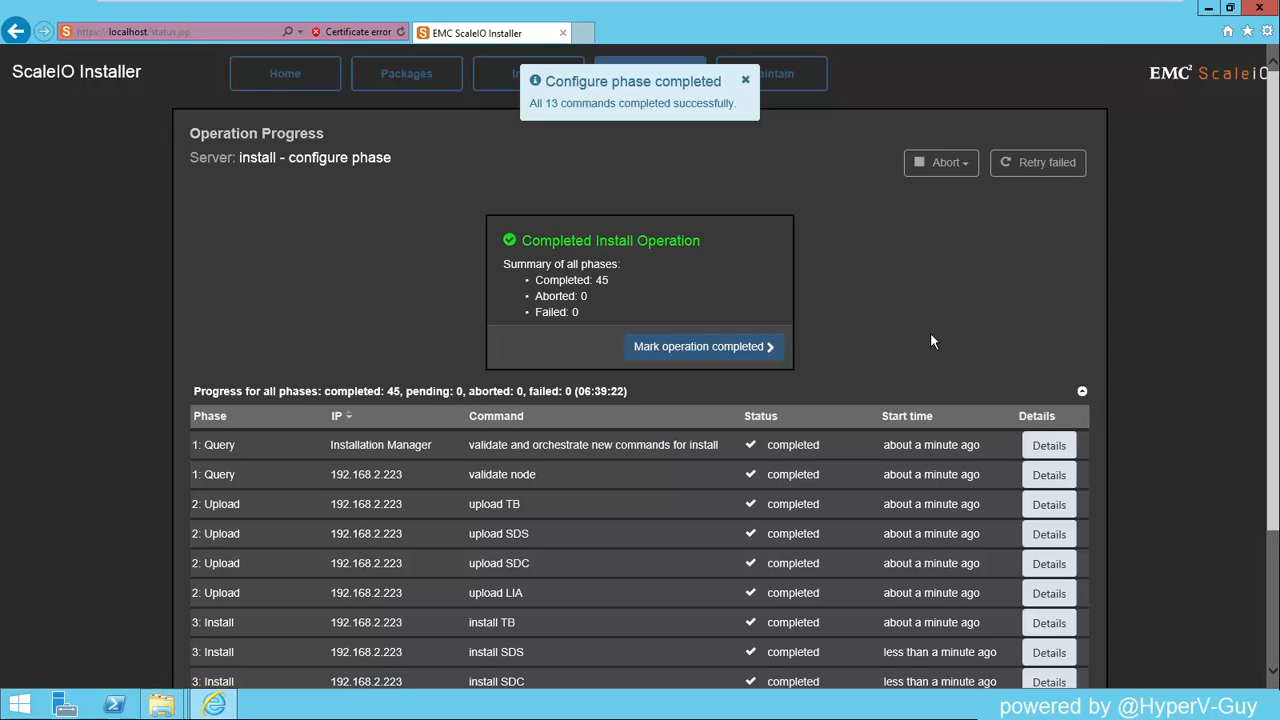 https://localhost/status.jsp
Certificate error
EMC ScaleIO Installer
ScaleIO Installer
Home
Packages
In
aintain
EMC² ScaleIO
Configure phase completed
All 13 commands completed successfully.
Operation Progress
Server: install - configure phase
Abort
Retry failed
Completed Install Operation
Summary of all phases:
• Completed: 45
• Aborted: 0
• Failed: 0
Mark operation completed
Progress for all phases: completed: 45, pending: 0, aborted: 0, failed: 0 (06:39:22)
Phase IP Command Status Start time Details
1: Query Installation Manager validate and orchestrate new commands for install completed about a minute ago Details
1: Query 192.168.2.223 validate node completed about a minute ago Details
2: Upload 192.168.2.223 upload TB completed about a minute ago Details
2: Upload 192.168.2.223 upload SDS completed about a minute ago Details
2: Upload 192.168.2.223 upload SDC completed about a minute ago Details
2: Upload 192.168.2.223 upload LIA completed about a minute ago Details
3: Install 192.168.2.223 install TB completed about a minute ago Details
3: Install 192.168.2.223 install SDS completed less than a minute ago Details
3: Install 192.168.2.223 install SDC completed less than a minute ago Details
powered by @HyperV-Guy